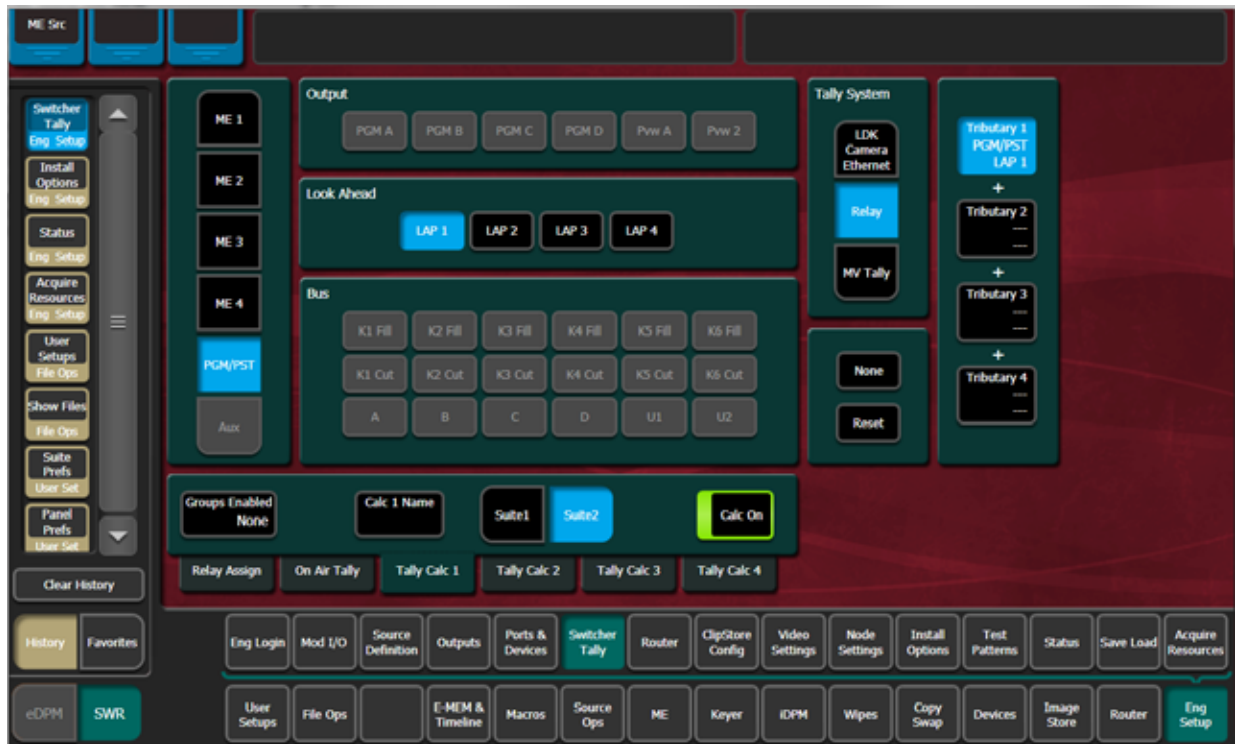 ME Src
Switcher
Tally
Eng Setup
Install
Options
Eng Setup
Status
Eng Setup
Acquire
Resources
Eng Setup
User
Setups
File Ops
Show Files
File Ops
Suite
Prefs
User Set
Panel
Prefs
User Set
Clear History
History Favorites
eDPM SWR
ME 1
ME 2
ME 3
ME 4
PGM/PST
Aux
Output
PGM A PGM B PGM C PGM D Pvw A Pvw 2
Look Ahead
LAP 1 LAP 2 LAP 3 LAP 4
Bus
K1 Fill K2 Fill K3 Fill K4 Fill K5 Fill K6 Fill
K1 Cut K2 Cut K3 Cut K4 Cut K5 Cut K6 Cut
A B C D U1 U2
Tally System
LDK
Camera
Ethernet
Relay
MV Tally
None
Reset
Tributary 1
PGM/PST
LAP 1
+
Tributary 2
---
---
+
Tributary 3
---
---
+
Tributary 4
---
---
Groups Enabled
None
Calc 1 Name
Suite1 Suite2
Calc On
Relay Assign On Air Tally Tally Calc 1 Tally Calc 2 Tally Calc 3 Tally Calc 4
Eng Login
Mod I/O
Source
Definition
Outputs
Ports &
Devices
Switcher
Tally
Router
ClipStore
Config
Video
Settings
Node
Settings
Install
Options
Test
Patterns
Status
Save Load
Acquire
Resources
User
Setups
File Ops
E-MEM &
Timeline
Macros
Source
Ops
ME
Keyer
iDPM
Wipes
Copy
Swap
Devices
Image
Store
Router
Eng
Setup